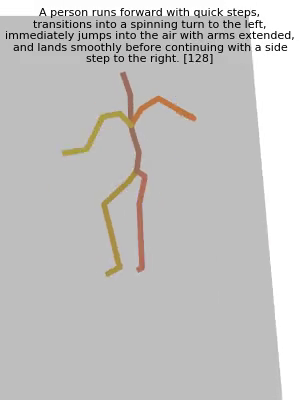 A person runs forward with quick steps,
transitions into a spinning turn to the left,
immediately jumps into the air with arms extended,
and lands smoothly before continuing with a side
step to the right. [128]